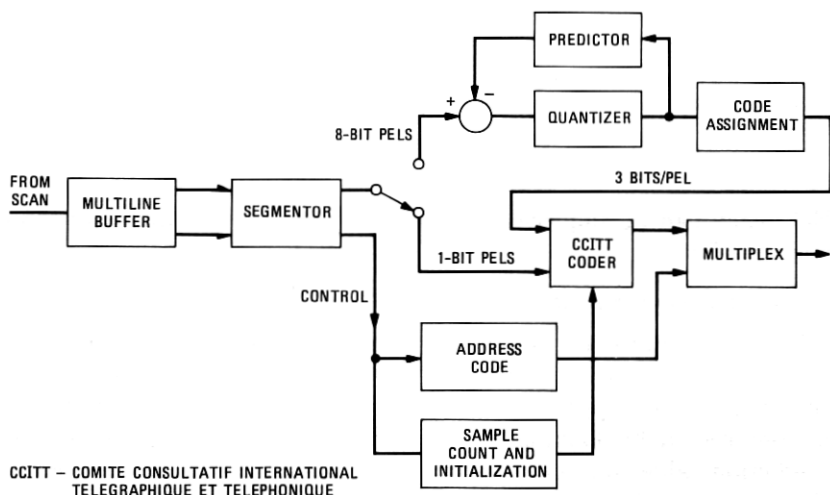 PREDICTOR
+
−
8-BIT PELS
QUANTIZER
CODE
ASSIGNMENT
FROM
SCAN
MULTILINE
BUFFER
SEGMENTOR
3 BITS/PEL
CCITT
CODER
MULTIPLEX
1-BIT PELS
CONTROL
ADDRESS
CODE
SAMPLE
COUNT AND
INITIALIZATION
CCITT – COMITE CONSULTATIF INTERNATIONAL
TELEGRAPHIQUE ET TELEPHONIQUE